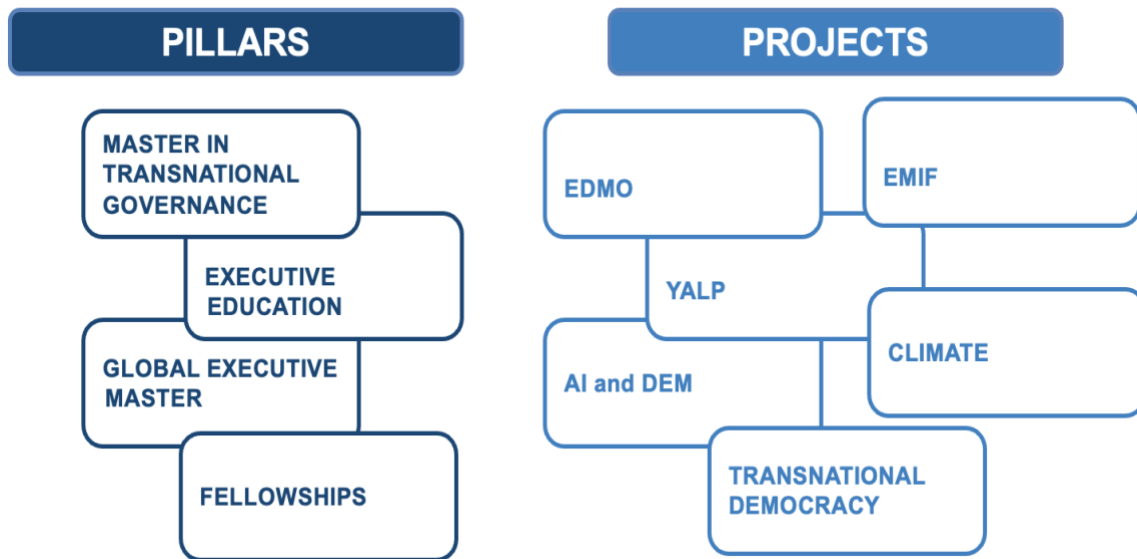 PILLARS
MASTER IN
TRANSNATIONAL
GOVERNANCE
EXECUTIVE
EDUCATION
GLOBAL EXECUTIVE
MASTER
FELLOWSHIPS
PROJECTS
EDMO
EMIF
YALP
CLIMATE
AI and DEM
TRANSNATIONAL
DEMOCRACY